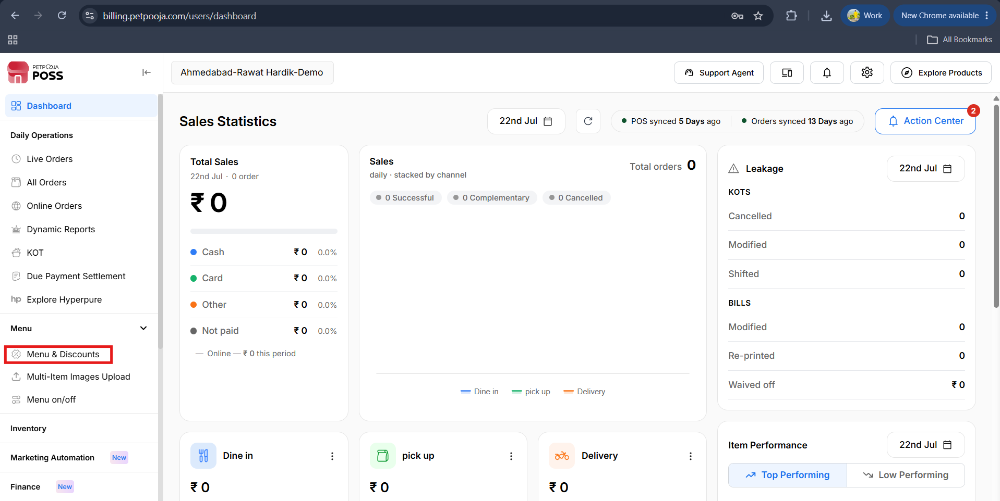 billing.petpooja.com/users/dashboard
Work
New Chrome available
All Bookmarks
PETPOOJA
POSS
Ahmedabad-Rawat Hardik-Demo
Support Agent
Explore Products
Dashboard
Daily Operations
Live Orders
All Orders
Online Orders
Dynamic Reports
KOT
Due Payment Settlement
hp Explore Hyperpure
Menu
Menu & Discounts
Multi-Item Images Upload
Menu on/off
Inventory
Marketing Automation New
Finance New
Sales Statistics
22nd Jul
POS synced 5 Days ago
Orders synced 13 Days ago
Action Center
2
Total Sales
22nd Jul · 0 order
₹ 0
Cash ₹ 0 0.0%
Card ₹ 0 0.0%
Other ₹ 0 0.0%
Not paid ₹ 0 0.0%
— Online — ₹ 0 this period
Sales
daily · stacked by channel
Total orders 0
0 Successful
0 Complementary
0 Cancelled
Dine in
pick up
Delivery
Leakage
22nd Jul
KOTS
Cancelled 0
Modified 0
Shifted 0
BILLS
Modified 0
Re-printed 0
Waived off ₹ 0
Dine in
₹ 0
pick up
₹ 0
Delivery
₹ 0
Item Performance
22nd Jul
Top Performing
Low Performing